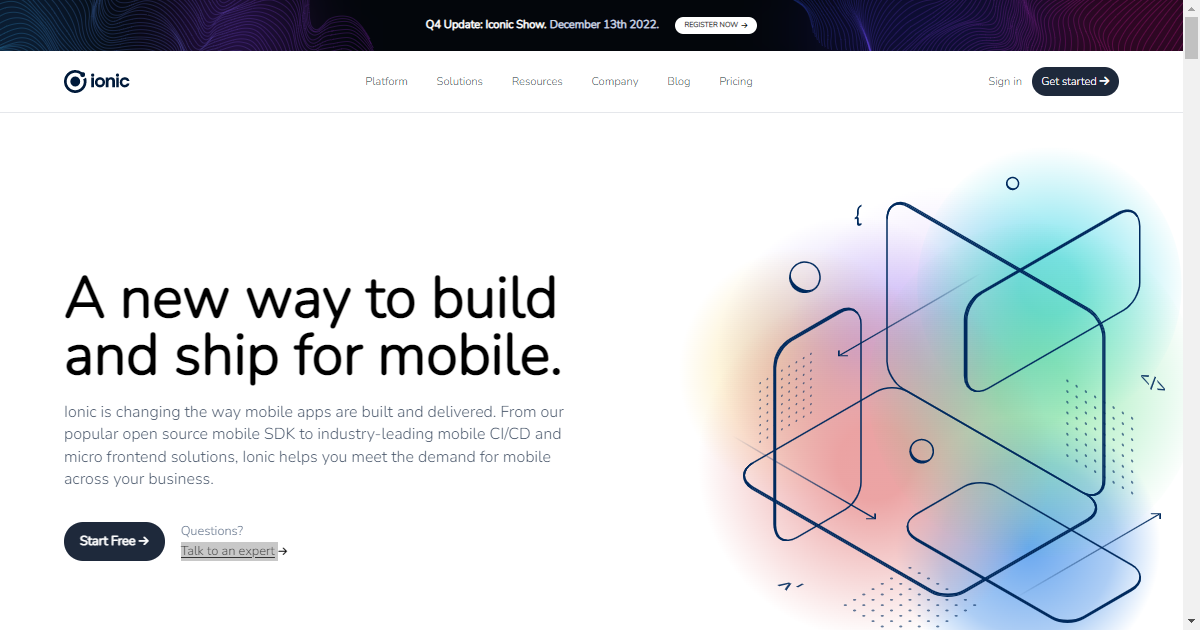 Q4 Update: Iconic Show. December 13th 2022. REGISTER NOW →
ionic Platform Solutions Resources Company Blog Pricing Sign in Get started →
{
A new way to build
and ship for mobile.
</>
Ionic is changing the way mobile apps are built and delivered. From our
popular open source mobile SDK to industry-leading mobile CI/CD and
micro frontend solutions, Ionic helps you meet the demand for mobile
across your business.
Start Free →
Questions?
Talk to an expert →